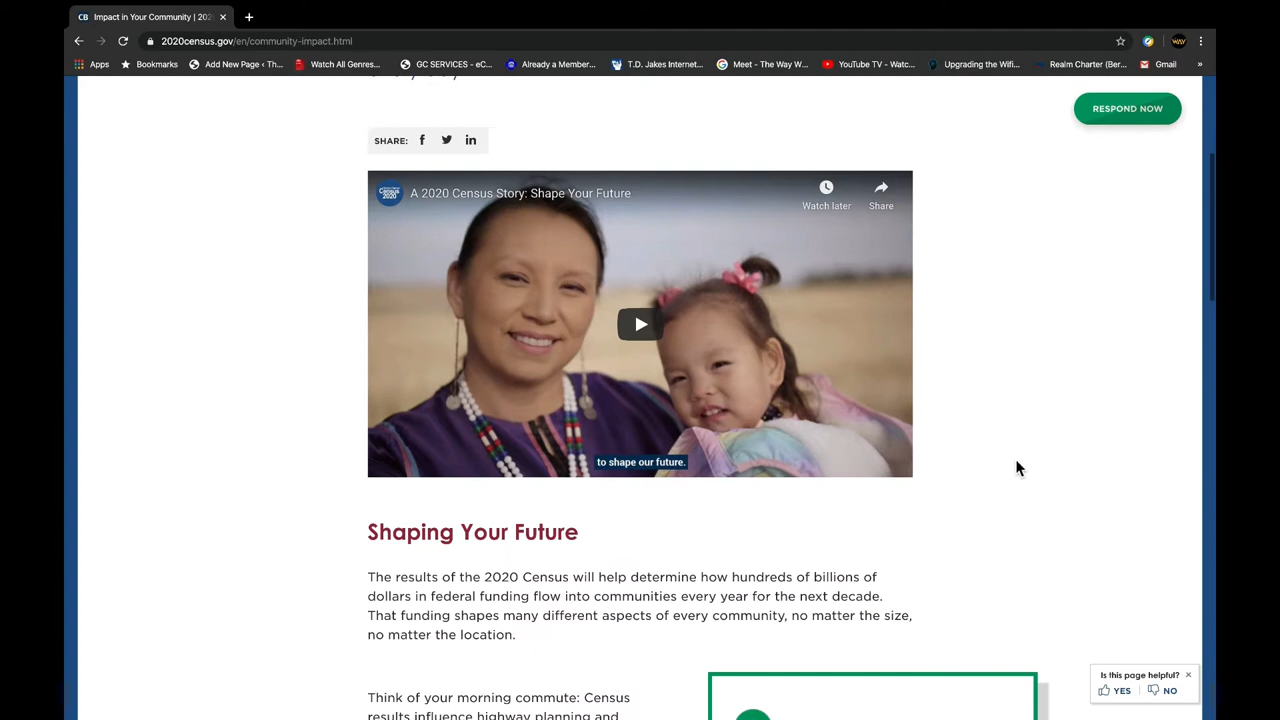 Impact in Your Community | 202
2020census.gov/en/community-impact.html
Apps Bookmarks Add New Page ‹ Th... Watch All Genres... GC SERVICES - eC... Already a Member... T.D. Jakes Internet... Meet - The Way W... YouTube TV - Watc... Upgrading the Wifi... Realm Charter (Ber... Gmail »
RESPOND NOW
SHARE:
A 2020 Census Story: Shape Your Future
Watch later
Share
to shape our future.
Shaping Your Future
The results of the 2020 Census will help determine how hundreds of billions of
dollars in federal funding flow into communities every year for the next decade.
That funding shapes many different aspects of every community, no matter the size,
no matter the location.
Is this page helpful? ×
YES NO
Think of your morning commute: Census
results influence highway planning and